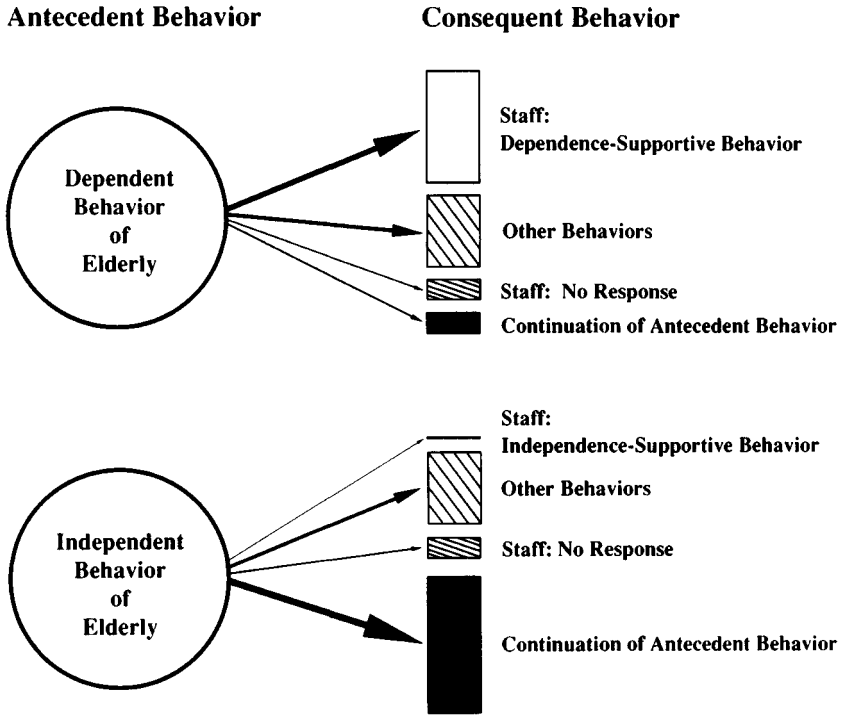 Antecedent Behavior
Consequent Behavior
Dependent
Behavior
of
Elderly
Staff:
Dependence-Supportive Behavior
Other Behaviors
Staff: No Response
Continuation of Antecedent Behavior
Independent
Behavior
of
Elderly
Staff:
Independence-Supportive Behavior
Other Behaviors
Staff: No Response
Continuation of Antecedent Behavior